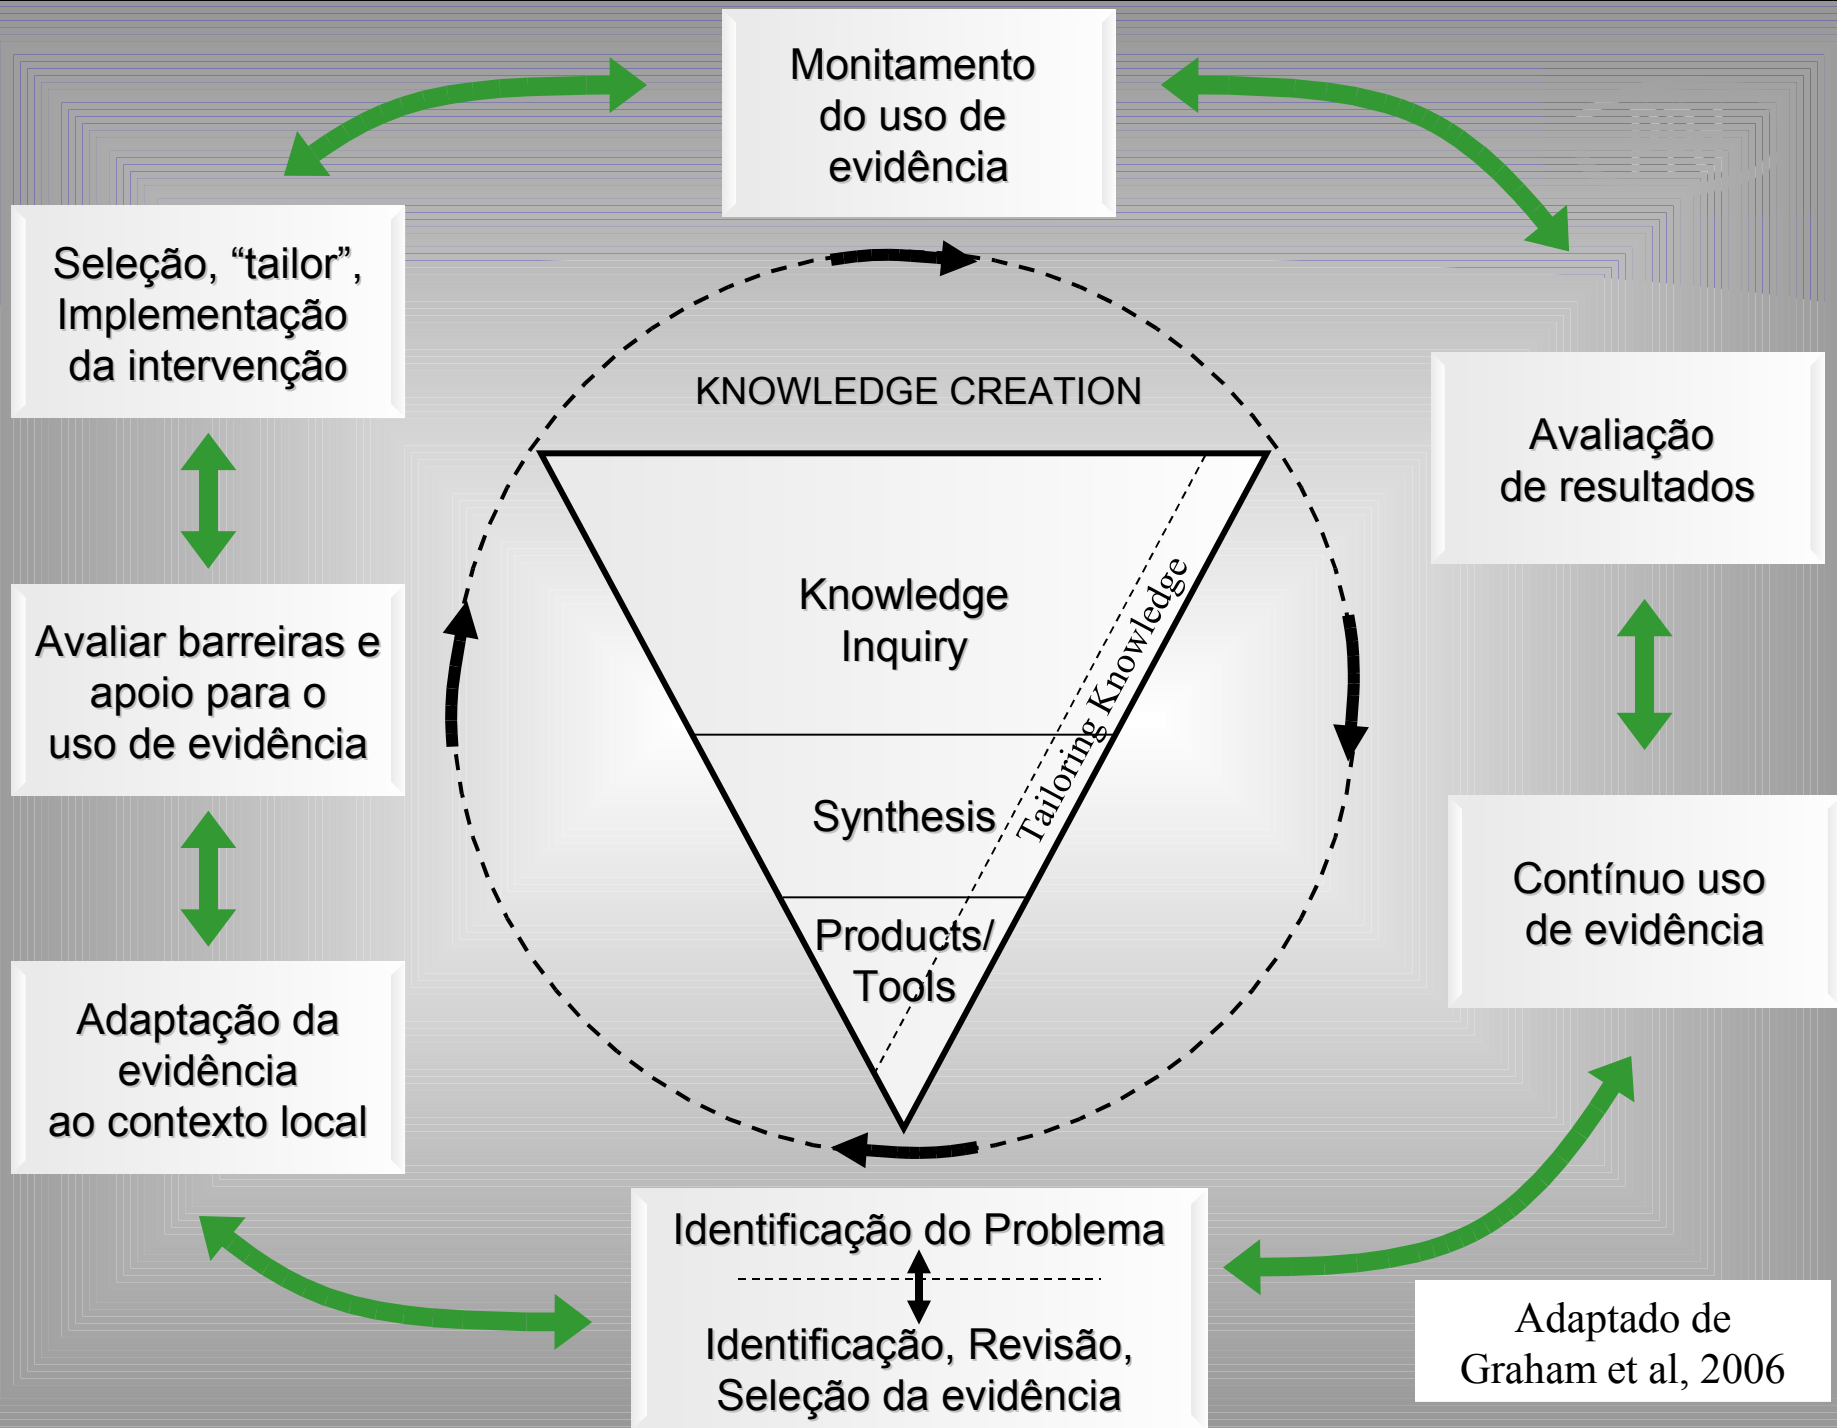 Monitamento
do uso de
evidência
Seleção, “tailor”,
Implementação
da intervenção
KNOWLEDGE CREATION
Avaliação
de resultados
Knowledge
Inquiry
Tailoring Knowledge
Avaliar barreiras e
apoio para o
uso de evidência
Synthesis
Contínuo uso
de evidência
Products/
Tools
Adaptação da
evidência
ao contexto local
Identificação do Problema
Identificação, Revisão,
Seleção da evidência
Adaptado de
Graham et al, 2006